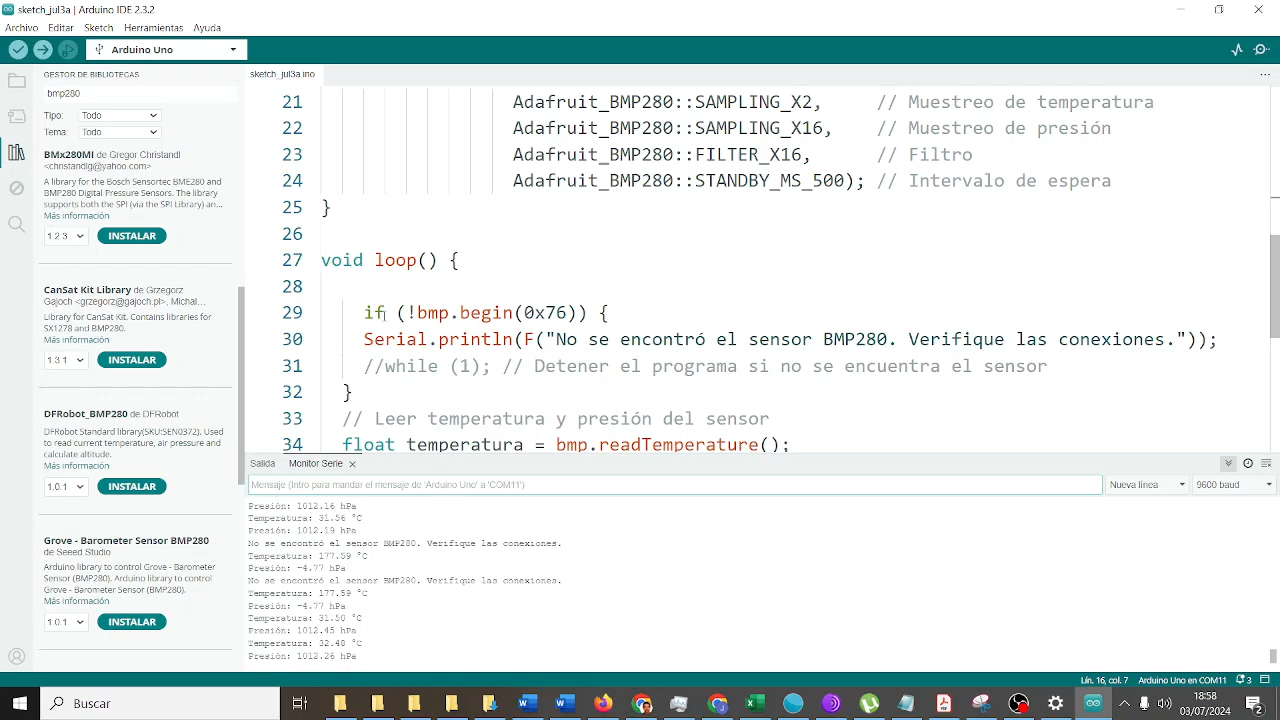 sketch_jul3a | Arduino IDE 2.3.2
Archivo Editar Sketch Herramientas Ayuda
Arduino Uno
GESTOR DE BIBLIOTECAS
bmp280
Tipo: Todo
Tema: Todo
BMx280MI de Gregor Christandl
<christandlg@yahoo.com>
A library for the Bosch Sensortec BME280 and
BMP280 Digital Pressure Sensors. The library
supports both the SPI (via the SPI Library) an...
Más información
1.2.3 INSTALAR
CanSat Kit Library de Grzegorz
Gajoch <grzegorz@gajoch.pl>, Michal...
Library for CanSat Kit. Contains libraries for
SX1278 and BMP280.
Más información
1.3.1 INSTALAR
DFRobot_BMP280 de DFRobot
DFRobot Standard library(SKU:SEN0372). Used
to read current temperature, air pressure and
calculate altitude.
Más información
1.0.1 INSTALAR
Grove - Barometer Sensor BMP280
de Seeed Studio
Arduino library to control Grove - Barometer
Sensor (BMP280). Arduino library to control
Grove - Barometer Sensor (BMP280).
Más información
1.0.1 INSTALAR
sketch_jul3a.ino
21 Adafruit_BMP280::SAMPLING_X2, // Muestreo de temperatura
22 Adafruit_BMP280::SAMPLING_X16, // Muestreo de presión
23 Adafruit_BMP280::FILTER_X16, // Filtro
24 Adafruit_BMP280::STANDBY_MS_500); // Intervalo de espera
25 }
26
27 void loop() {
28
29 if (!bmp.begin(0x76)) {
30 Serial.println(F("No se encontró el sensor BMP280. Verifique las conexiones."));
31 //while (1); // Detener el programa si no se encuentra el sensor
32 }
33 // Leer temperatura y presión del sensor
34 float temperatura = bmp.readTemperature();
Salida Monitor Serie
Mensaje (Intro para mandar el mensaje de 'Arduino Uno' a 'COM11') Nueva línea 9600 baud
Presión: 1012.16 hPa
Temperatura: 31.56 °C
Presión: 1012.19 hPa
No se encontró el sensor BMP280. Verifique las conexiones.
Temperatura: 177.59 °C
Presión: -4.77 hPa
No se encontró el sensor BMP280. Verifique las conexiones.
Temperatura: 177.59 °C
Presión: -4.77 hPa
Temperatura: 31.50 °C
Presión: 1012.45 hPa
Temperatura: 32.48 °C
Presión: 1012.26 hPa
Lín. 16, col. 7 Arduino Uno en COM11 3
Buscar
18:58
03/07/2024
2